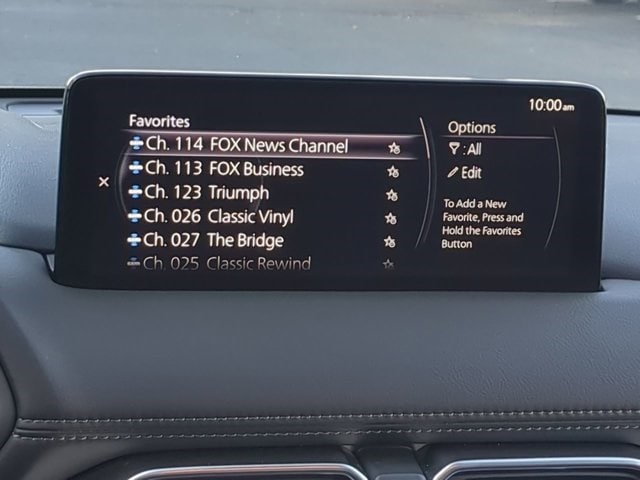 10:00 am
Favorites
Ch. 114 FOX News Channel
Ch. 113 FOX Business
Ch. 123 Triumph
Ch. 026 Classic Vinyl
Ch. 027 The Bridge
Ch. 025 Classic Rewind
Options
: All
Edit
To Add a New
Favorite, Press and
Hold the Favorites
Button